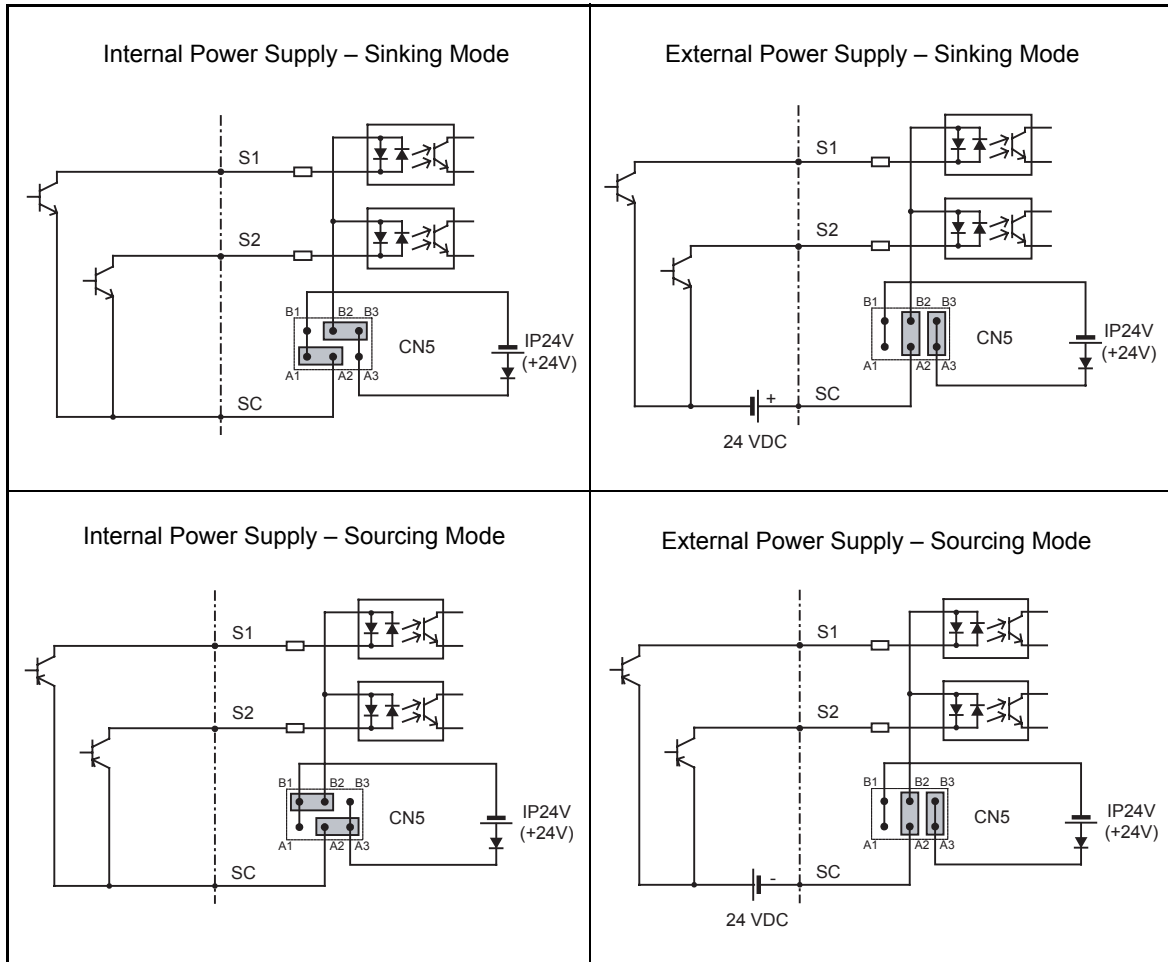 Internal Power Supply – Sinking Mode
S1
S2
B1 B2 B3
CN5
IP24V
(+24V)
A1 A2 A3
SC
External Power Supply – Sinking Mode
S1
S2
B1 B2 B3
CN5
IP24V
(+24V)
A1 A2 A3
+ SC
24 VDC
Internal Power Supply – Sourcing Mode
S1
S2
B1 B2 B3
CN5
IP24V
(+24V)
A1 A2 A3
SC
External Power Supply – Sourcing Mode
S1
S2
B1 B2 B3
CN5
IP24V
(+24V)
A1 A2 A3
- SC
24 VDC